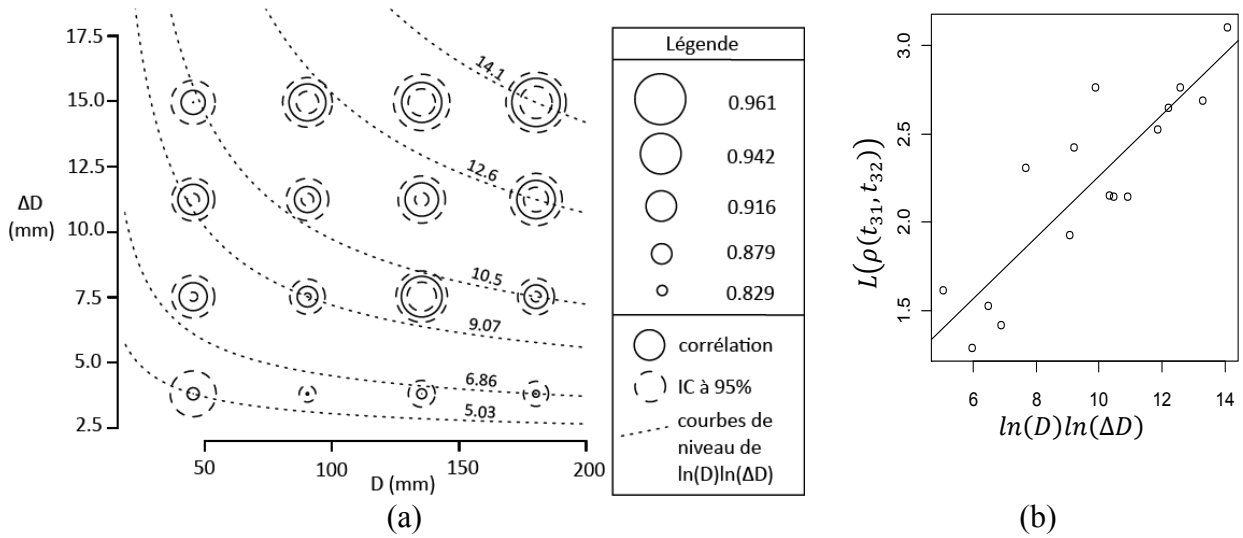 17.5
15.0
12.5
ΔD
(mm)
10.0
7.5
5.0
2.5
14.1
12.6
10.5
9.07
6.86
5.03
50
100
150
200
D (mm)
(a)
Légende
0.961
0.942
0.916
0.879
0.829
corrélation
IC à 95%
courbes de
niveau de
ln(D)ln(ΔD)
L(ρ(t31, t32))
3.0
2.5
2.0
1.5
6 8 10 12 14
ln(D)ln(ΔD)
(b)